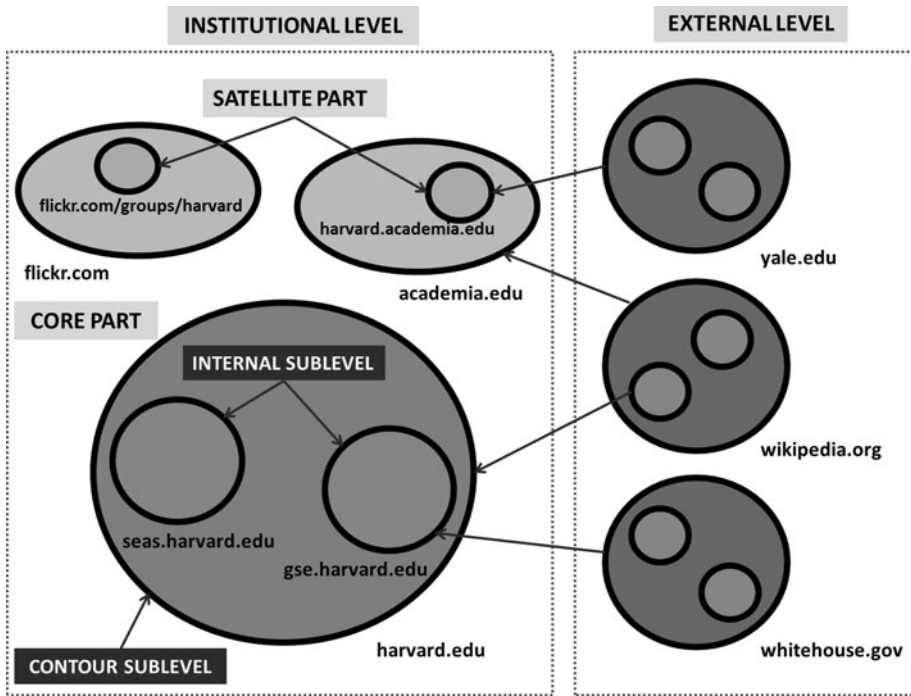 INSTITUTIONAL LEVEL
EXTERNAL LEVEL
SATELLITE PART
flickr.com/groups/harvard
harvard.academia.edu
flickr.com
academia.edu
yale.edu
CORE PART
INTERNAL SUBLEVEL
wikipedia.org
seas.harvard.edu
gse.harvard.edu
harvard.edu
whitehouse.gov
CONTOUR SUBLEVEL